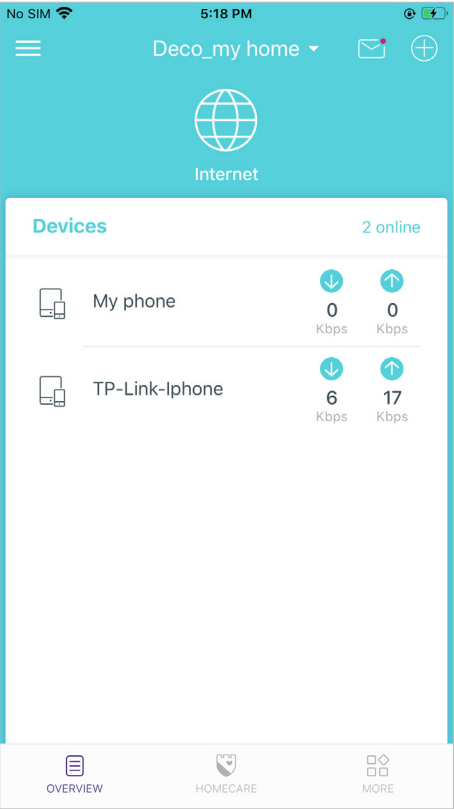 No SIM 5:18 PM
Deco_my home
Internet
Devices 2 online
My phone 0 Kbps 0 Kbps
TP-Link-Iphone 6 Kbps 17 Kbps
OVERVIEW HOMECARE MORE